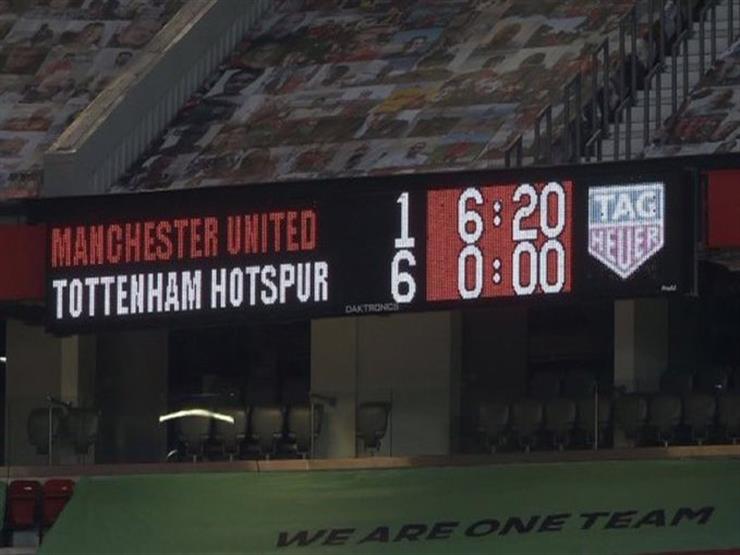 MANCHESTER UNITED 1 6:20
TOTTENHAM HOTSPUR 6 0:00
TAG
HEUER
DAKTRONICS
WE ARE ONE TEAM